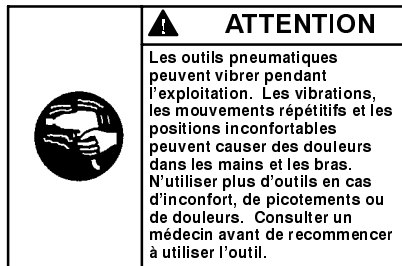 ATTENTION
Les outils pneumatiques
peuvent vibrer pendant
l'exploitation. Les vibrations,
les mouvements répétitifs et les
positions inconfortables
peuvent causer des douleurs
dans les mains et les bras.
N'utiliser plus d'outils en cas
d'inconfort, de picotements ou
de douleurs. Consulter un
médecin avant de recommencer
à utiliser l'outil.